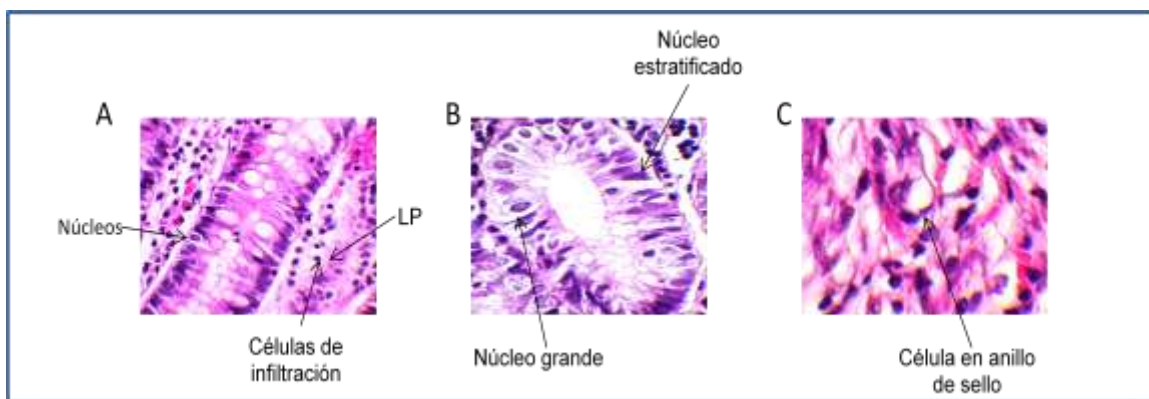 Núcleo
estratificado
A
B
C
Núcleos
LP
Células de
infiltración
Núcleo grande
Célula en anillo
de sello